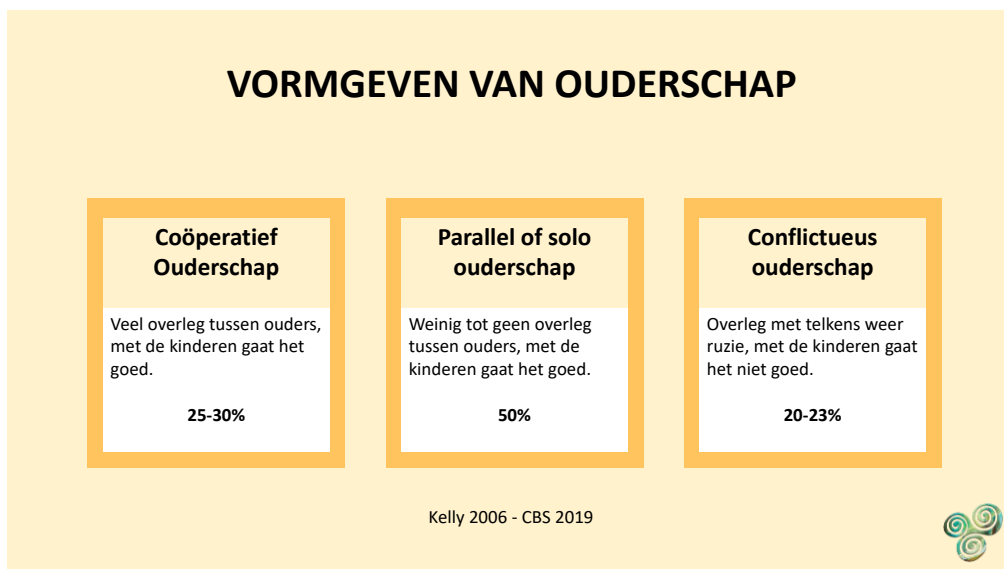 VORMGEVEN VAN OUDERSCHAP
Coöperatief
Ouderschap
Veel overleg tussen ouders,
met de kinderen gaat het
goed.
25-30%
Parallel of solo
ouderschap
Weinig tot geen overleg
tussen ouders, met de
kinderen gaat het goed.
50%
Conflictueus
ouderschap
Overleg met telkens weer
ruzie, met de kinderen gaat
het niet goed.
20-23%
Kelly 2006 - CBS 2019